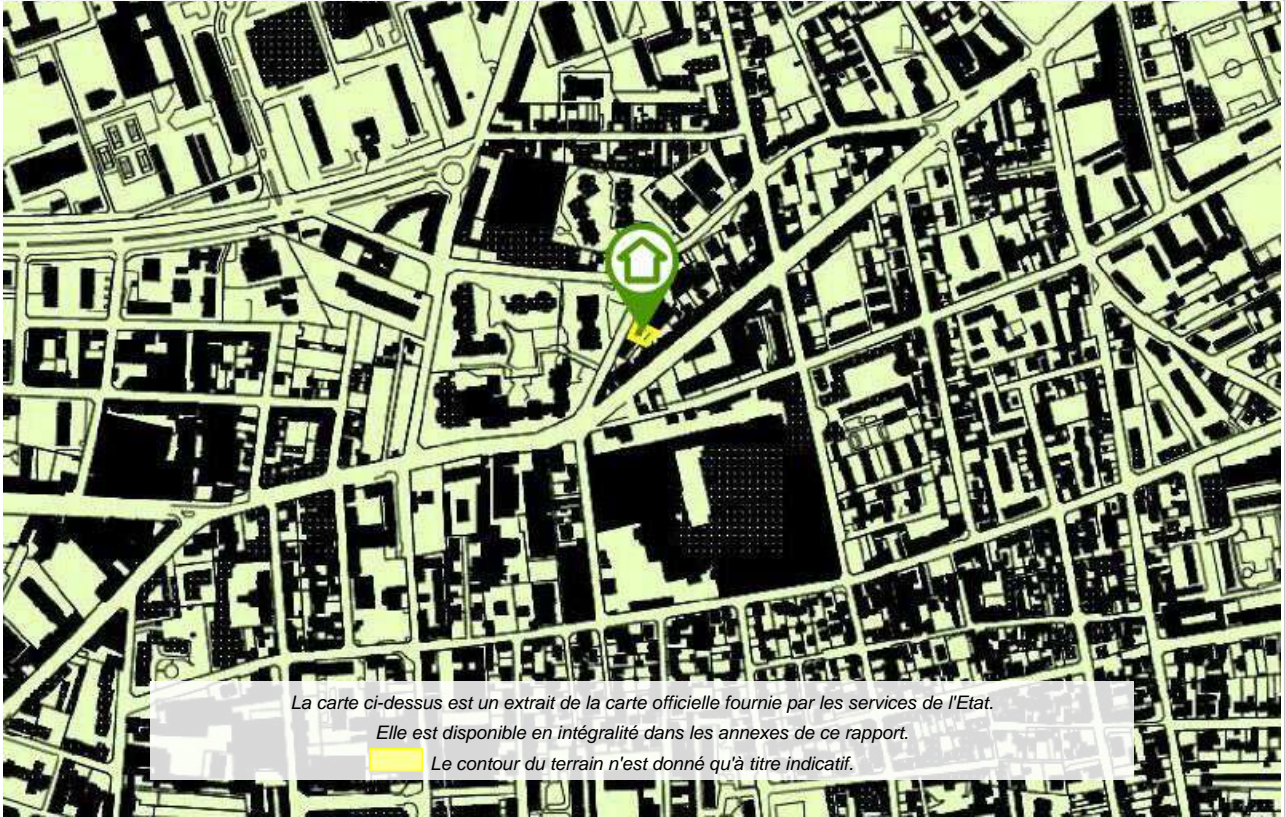 La carte ci-dessus est un extrait de la carte officielle fournie par les services de l'Etat.
Elle est disponible en intégralité dans les annexes de ce rapport.
Le contour du terrain n'est donné qu'à titre indicatif.